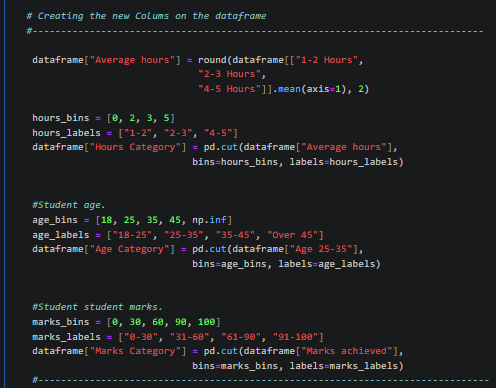 # Creating the new Colums on the dataframe
#-----------------------------------------------------------------------------
dataframe["Average hours"] = round(dataframe[["1-2 Hours",
"2-3 Hours",
"4-5 Hours"]].mean(axis=1), 2)
hours_bins = [0, 2, 3, 5]
hours_labels = ["1-2", "2-3", "4-5"]
dataframe["Hours Category"] = pd.cut(dataframe["Average hours"],
bins=hours_bins, labels=hours_labels)
#Student age.
age_bins = [18, 25, 35, 45, np.inf]
age_labels = ["18-25", "25-35", "35-45", "Over 45"]
dataframe["Age Category"] = pd.cut(dataframe["Age 25-35"],
bins=age_bins, labels=age_labels)
#Student student marks.
marks_bins = [0, 30, 60, 90, 100]
marks_labels = ["0-30", "31-60", "61-90", "91-100"]
dataframe["Marks Category"] = pd.cut(dataframe["Marks achieved"],
bins=marks_bins, labels=marks_labels)
#-----------------------------------------------------------------------------